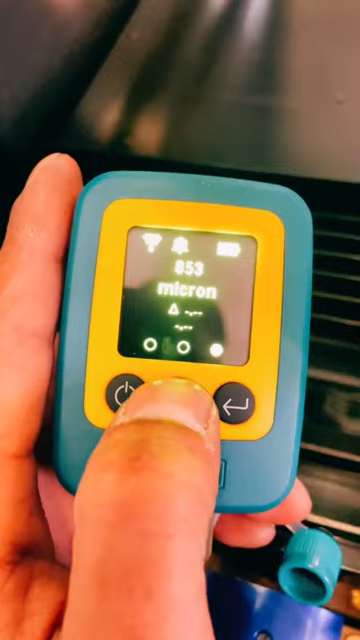 853
micron
Δ -.--
-.--